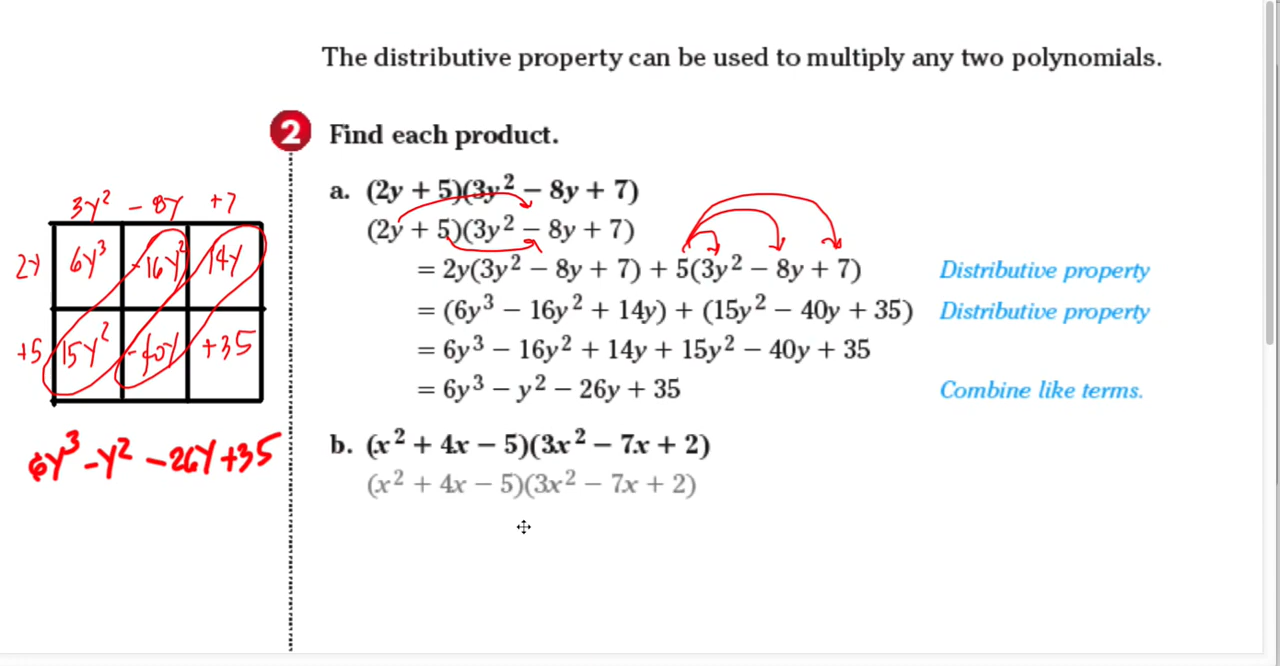 The distributive property can be used to multiply any two polynomials.
2 Find each product.
a. (2y + 5)(3y² − 8y + 7)
(2y + 5)(3y² − 8y + 7)
= 2y(3y² − 8y + 7) + 5(3y² − 8y + 7) Distributive property
= (6y³ − 16y² + 14y) + (15y² − 40y + 35) Distributive property
= 6y³ − 16y² + 14y + 15y² − 40y + 35
= 6y³ − y² − 26y + 35 Combine like terms.
b. (x² + 4x − 5)(3x² − 7x + 2)
(x² + 4x − 5)(3x² − 7x + 2)
3y² − 8y +7
2y 6y³ −16y² 14y
+5 15y² −40y +35
6y³ − y² − 26y + 35